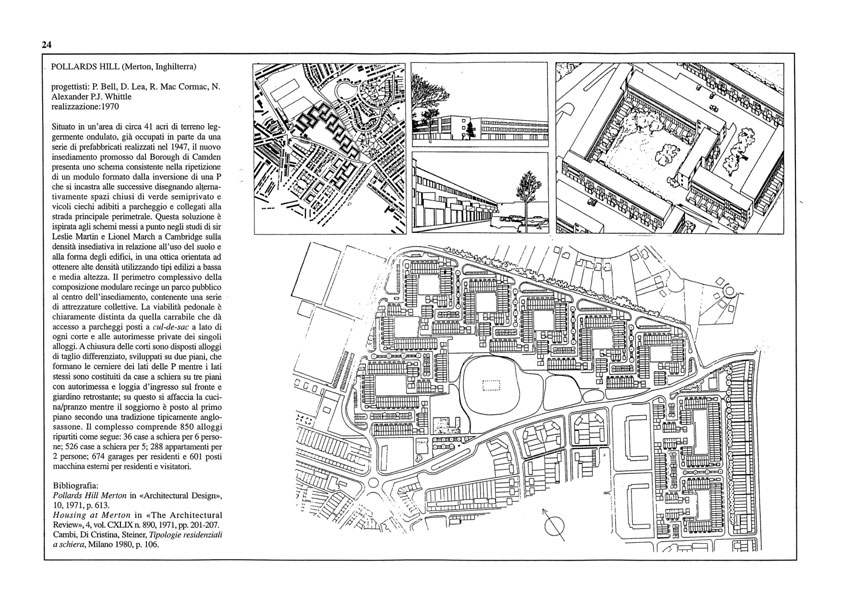 24
POLLARDS HILL (Merton, Inghilterra)
progettisti: P. Bell, D. Lea, R. Mac Cormac, N.
Alexander P.J. Whittle
realizzazione:1970
Situato in un'area di circa 41 acri di terreno leg-
germente ondulato, già occupati in parte da una
serie di prefabbricati realizzati nel 1947, il nuovo
insediamento promosso dal Borough di Camden
presenta uno schema consistente nella ripetizione
di un modulo formato dalla inversione di una P
che si incastra alle successive disegnando alterna-
tivamente spazi chiusi di verde semiprivato e
vicoli ciechi adibiti a parcheggio e collegati alla
strada principale perimetrale. Questa soluzione è
ispirata agli schemi messi a punto negli studi di sir
Leslie Martin e Lionel March a Cambridge sulla
densità insediativa in relazione all'uso del suolo e
alla forma degli edifici, in una ottica orientata ad
ottenere alte densità utilizzando tipi edilizi a bassa
e media altezza. Il perimetro complessivo della
composizione modulare recinge un parco pubblico
al centro dell'insediamento, contenente una serie
di attrezzature collettive. La viabilità pedonale è
chiaramente distinta da quella carrabile che dà
accesso a parcheggi posti a cul-de-sac a lato di
ogni corte e alle autorimesse private dei singoli
alloggi. A chiusura delle corti sono disposti alloggi
di taglio differenziato, sviluppati su due piani, che
formano le cerniere dei lati delle P mentre i lati
stessi sono costituiti da case a schiera su tre piani
con autorimessa e loggia d'ingresso sul fronte e
giardino retrostante; su questo si affaccia la cuci-
na/pranzo mentre il soggiorno è posto al primo
piano secondo una tradizione tipicamente anglo-
sassone. Il complesso comprende 850 alloggi
ripartiti come segue: 36 case a schiera per 6 perso-
ne; 526 case a schiera per 5; 288 appartamenti per
2 persone; 674 garages per residenti e 601 posti
macchina esterni per residenti e visitatori.
Bibliografia:
Pollards Hill Merton in «Architectural Design»,
10, 1971, p. 613.
Housing at Merton in «The Architectural
Review», 4, vol. CXLIX n. 890, 1971, pp. 201-207.
Cambi, Di Cristina, Steiner, Tipologie residenziali
a schiera, Milano 1980, p. 106.